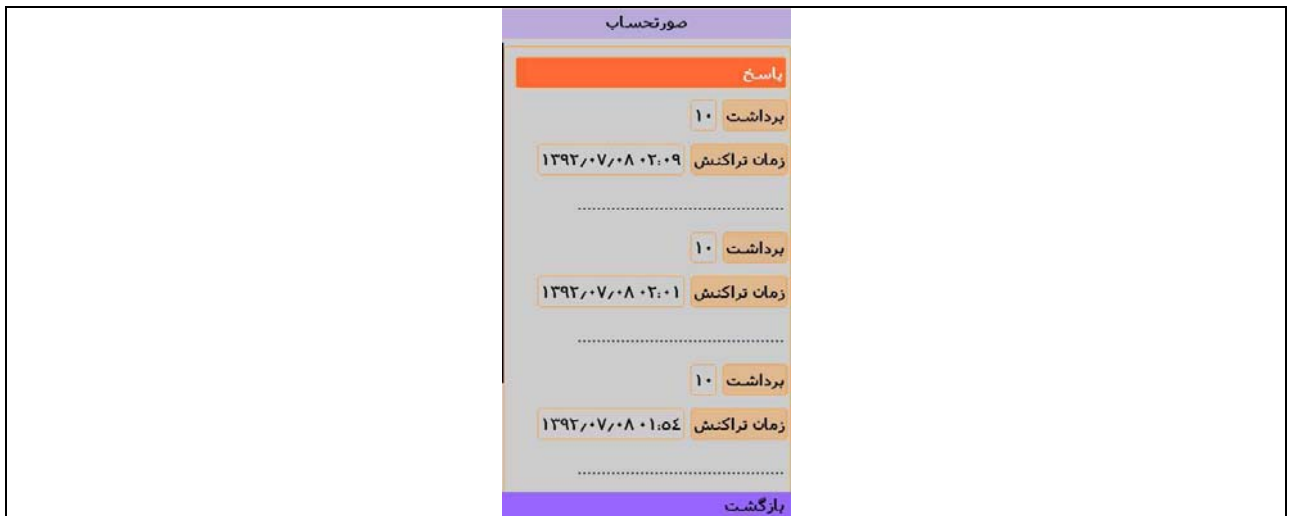 صورتحساب
پاسخ
برداشت ۱۰
زمان تراکنش ۱۳۹۲/۰۷/۰۸ ۰۲:۰۹
..........................................
برداشت ۱۰
زمان تراکنش ۱۳۹۲/۰۷/۰۸ ۰۲:۰۱
..........................................
برداشت ۱۰
زمان تراکنش ۱۳۹۲/۰۷/۰۸ ۰۱:۵٤
..........................................
بازگشت